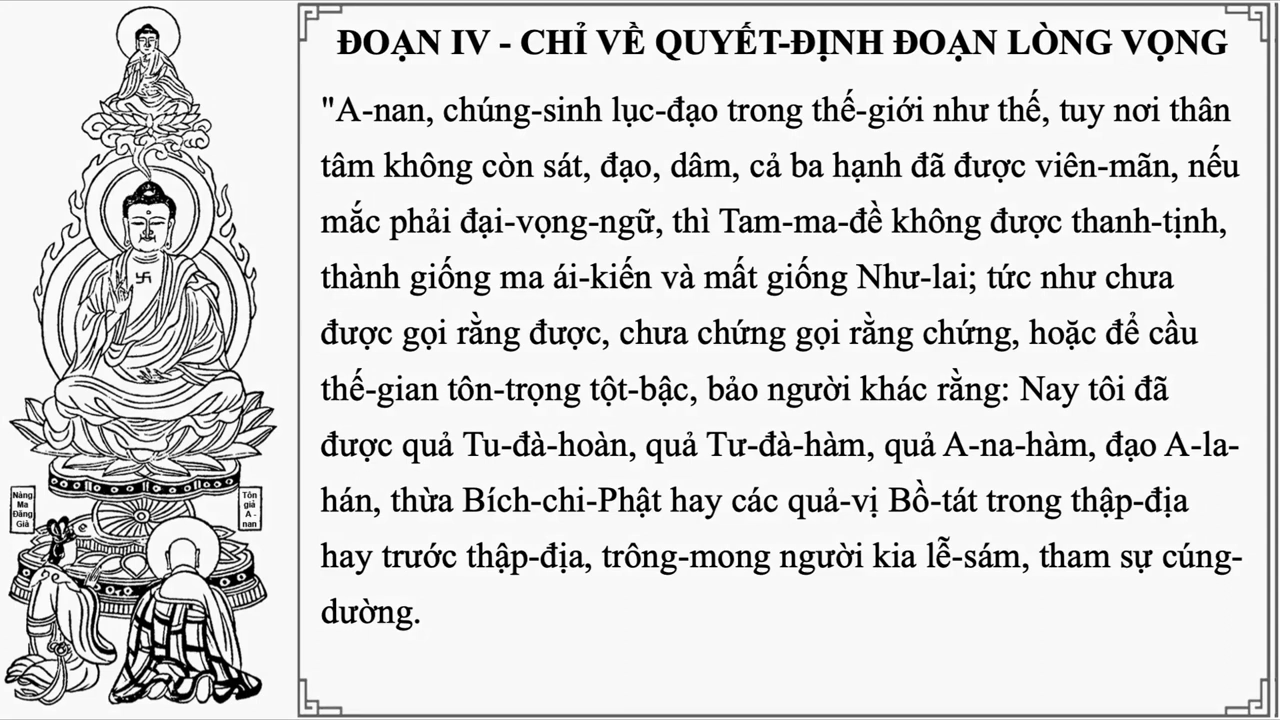 ĐOẠN IV - CHỈ VỀ QUYẾT-ĐỊNH ĐOẠN LÒNG VỌNG
"A-nan, chúng-sinh lục-đạo trong thế-giới như thế, tuy nơi thân
tâm không còn sát, đạo, dâm, cả ba hạnh đã được viên-mãn, nếu
mắc phải đại-vọng-ngữ, thì Tam-ma-đề không được thanh-tịnh,
thành giống ma ái-kiến và mất giống Như-lai; tức như chưa
được gọi rằng được, chưa chứng gọi rằng chứng, hoặc để cầu
thế-gian tôn-trọng tột-bậc, bảo người khác rằng: Nay tôi đã
được quả Tu-đà-hoàn, quả Tư-đà-hàm, quả A-na-hàm, đạo A-la-
hán, thừa Bích-chi-Phật hay các quả-vị Bồ-tát trong thập-địa
hay trước thập-địa, trông-mong người kia lễ-sám, tham sự cúng-
dường.
Nàng
Ma
Đăng
Già
Tôn
giả
A -
nan